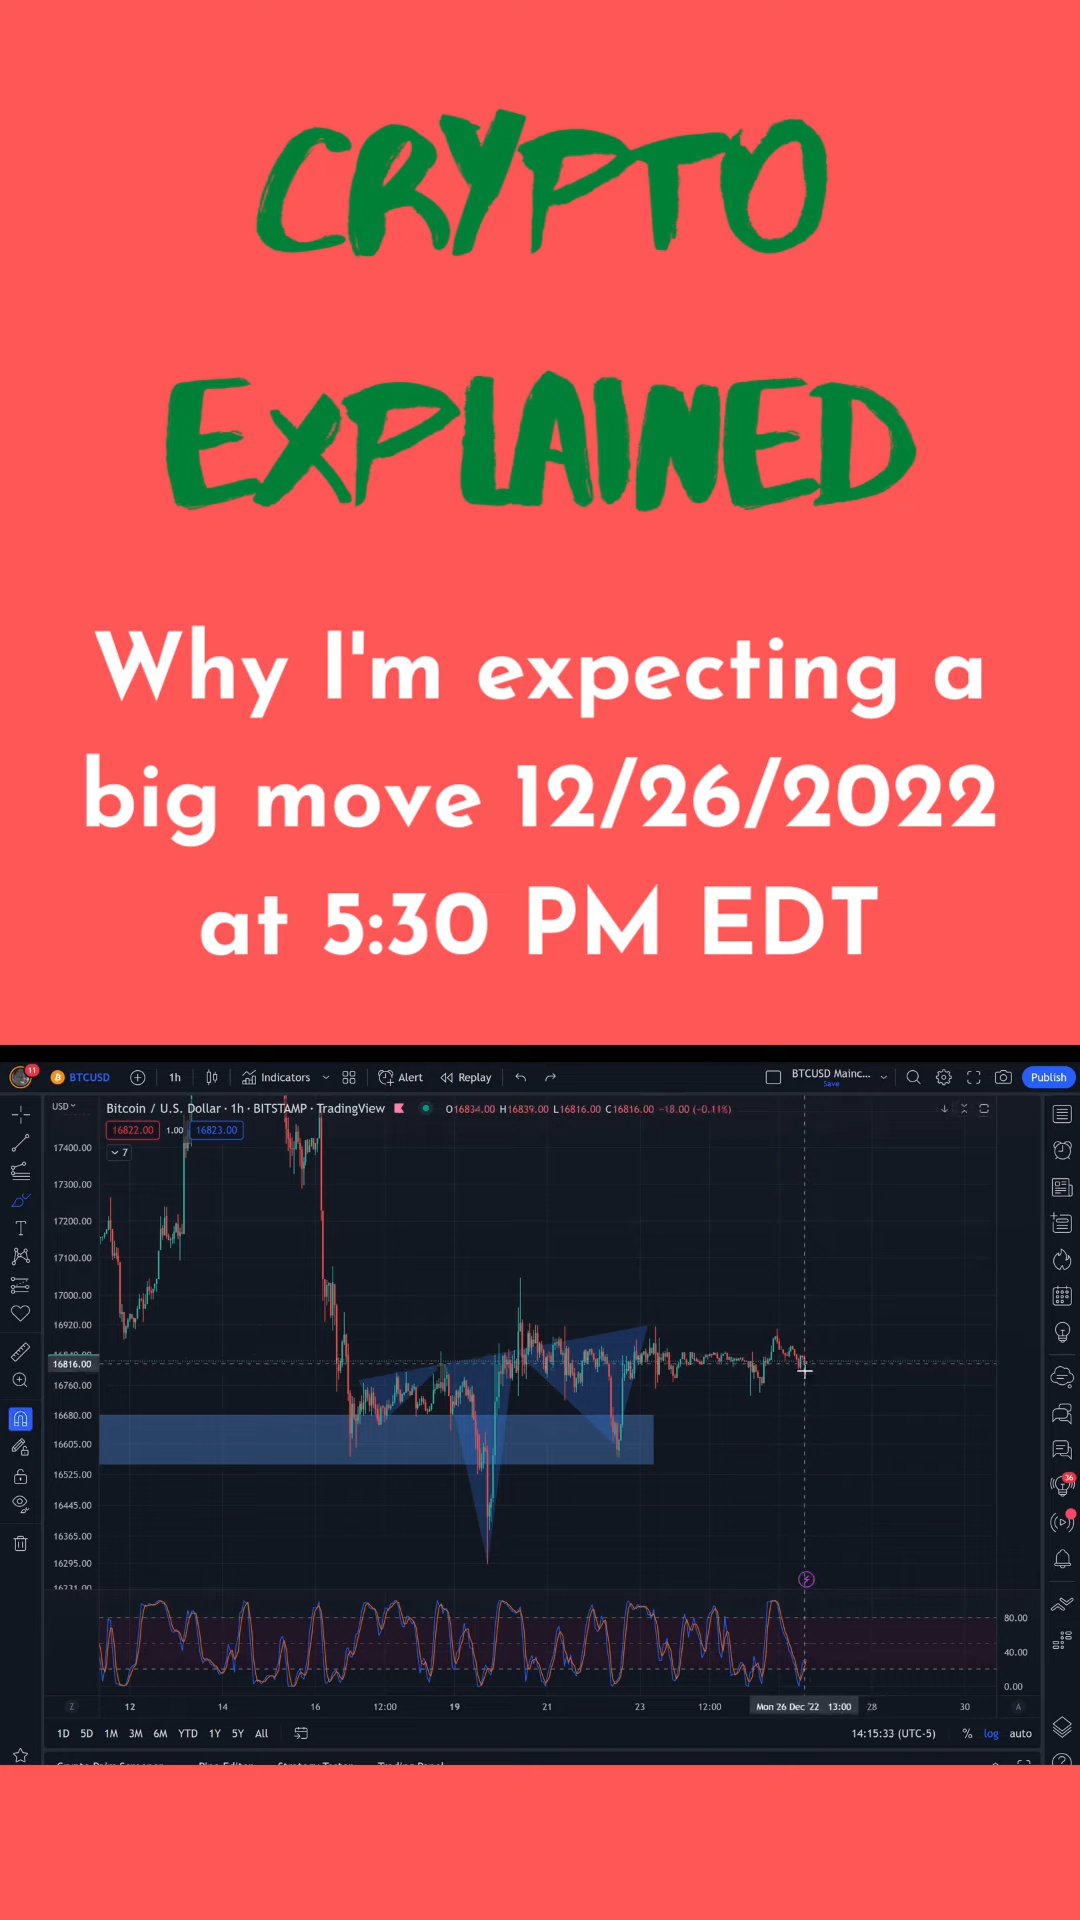 CRYPTO
EXPLAINED
Why I'm expecting a
big move 12/26/2022
at 5:30 PM EDT
11
BTCUSD
1h
Indicators
Alert
Replay
BTCUSD Mainc...
Save
Publish
USD
Bitcoin / U.S. Dollar · 1h · BITSTAMP · TradingView
O16834.00 H16839.00 L16816.00 C16816.00 −18.00 (−0.11%)
16822.00
1.00
16823.00
7
17400.00
17300.00
17200.00
17100.00
17000.00
16920.00
16816.00
16760.00
16680.00
16605.00
16525.00
16445.00
16365.00
16295.00
16231.00
36
80.00
40.00
0.00
Z
12
14
16
12:00
19
21
23
12:00
Mon 26 Dec '22 13:00
28
30
A
1D
5D
1M
3M
6M
YTD
1Y
5Y
All
14:15:33 (UTC-5)
%
log
auto